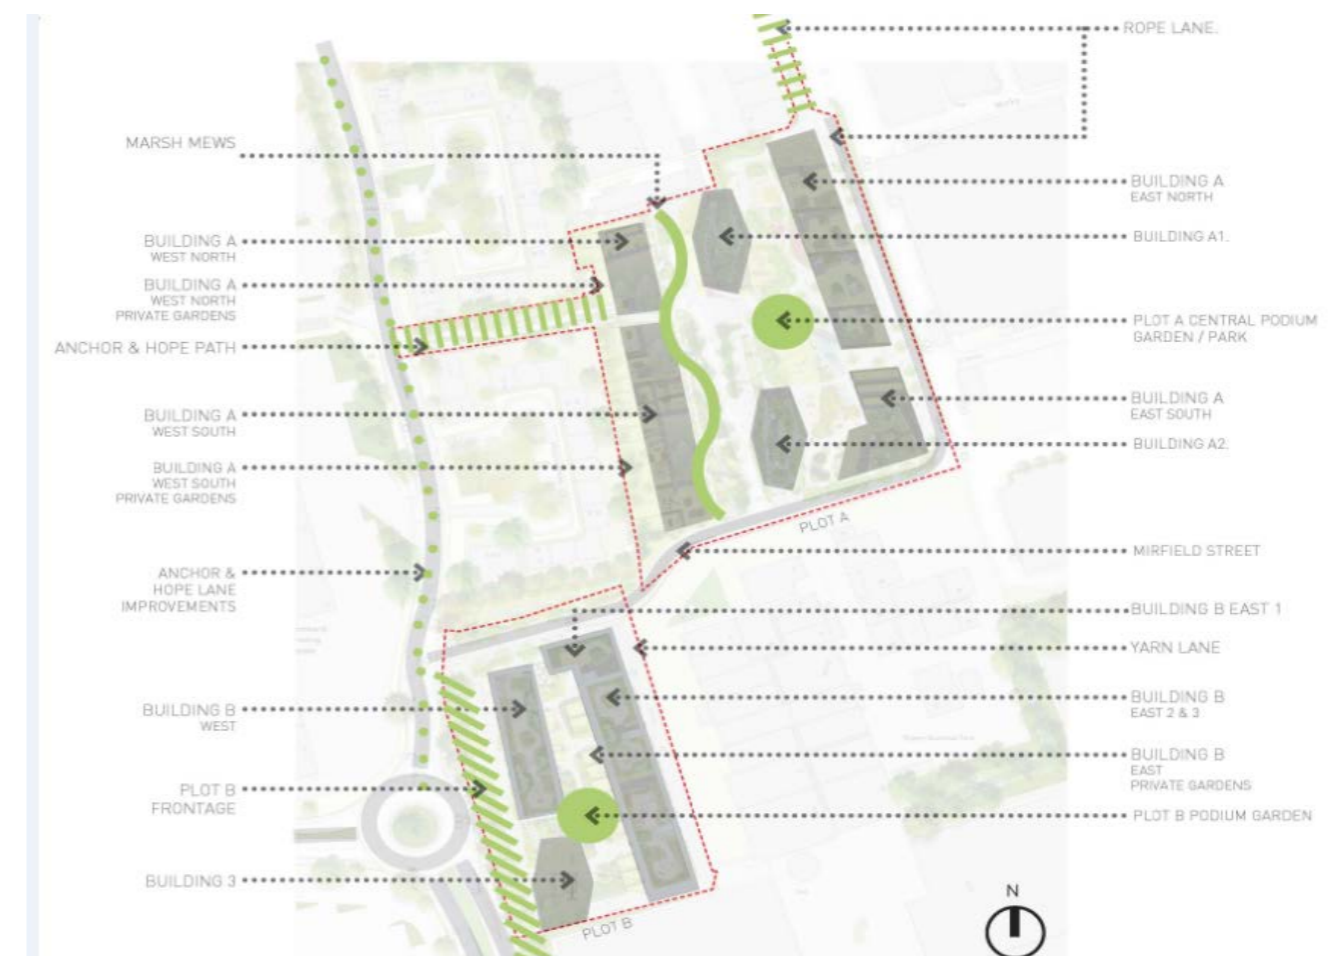 ROPE LANE.
MARSH MEWS
BUILDING A
EAST NORTH
BUILDING A
WEST NORTH
BUILDING A1.
BUILDING A
WEST NORTH
PRIVATE GARDENS
PLOT A CENTRAL PODIUM
GARDEN / PARK
ANCHOR & HOPE PATH
BUILDING A
EAST SOUTH
BUILDING A
WEST SOUTH
BUILDING A2.
BUILDING A
WEST SOUTH
PRIVATE GARDENS
PLOT A
MIRFIELD STREET
ANCHOR &
HOPE LANE
IMPROVEMENTS
BUILDING B EAST 1
YARN LANE
BUILDING B
EAST 2 & 3
BUILDING B
WEST
BUILDING B
EAST
PRIVATE GARDENS
PLOT B
FRONTAGE
PLOT B PODIUM GARDEN
BUILDING 3
PLOT B
N